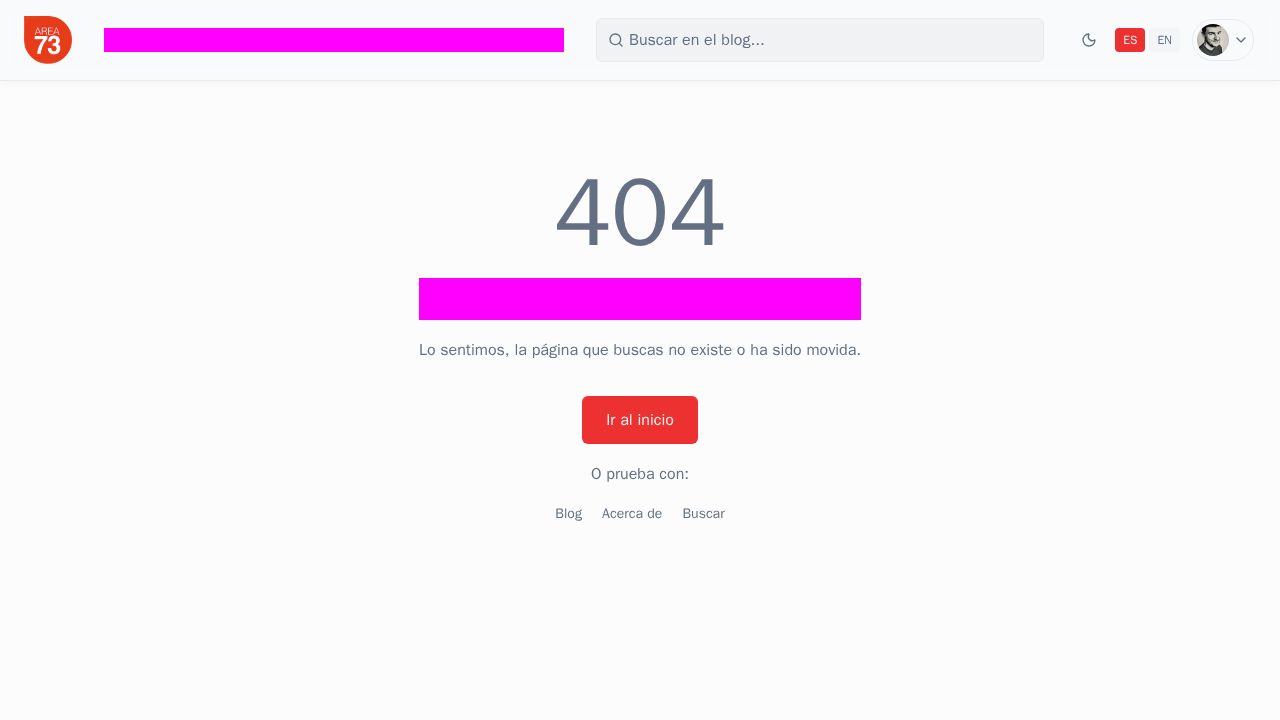 AREA
73
Buscar en el blog...
ES
EN
404
Lo sentimos, la página que buscas no existe o ha sido movida.
Ir al inicio
O prueba con:
Blog
Acerca de
Buscar